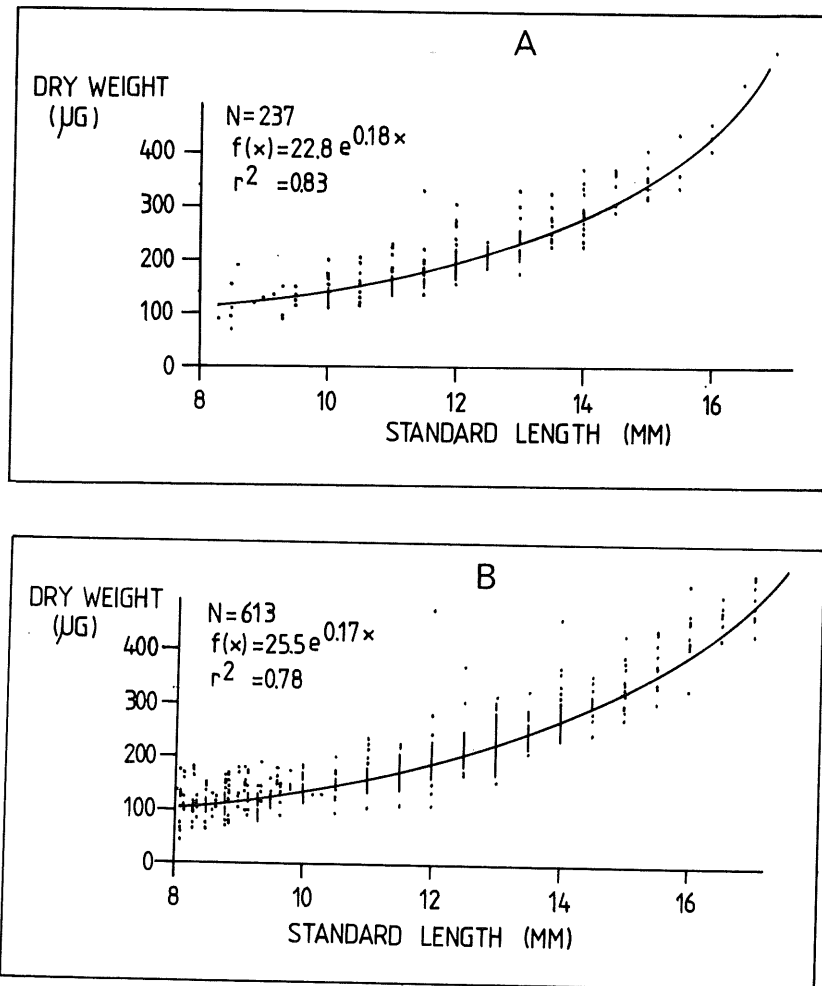 A
DRY WEIGHT
(µG)
N=237
f(x)=22.8 e^0.18x
r² =0.83
400
300
200
100
0
8 10 12 14 16
STANDARD LENGTH (MM)
B
DRY WEIGHT
(µG)
N=613
f(x)=25.5 e^0.17x
r² =0.78
400
300
200
100
0
8 10 12 14 16
STANDARD LENGTH (MM)